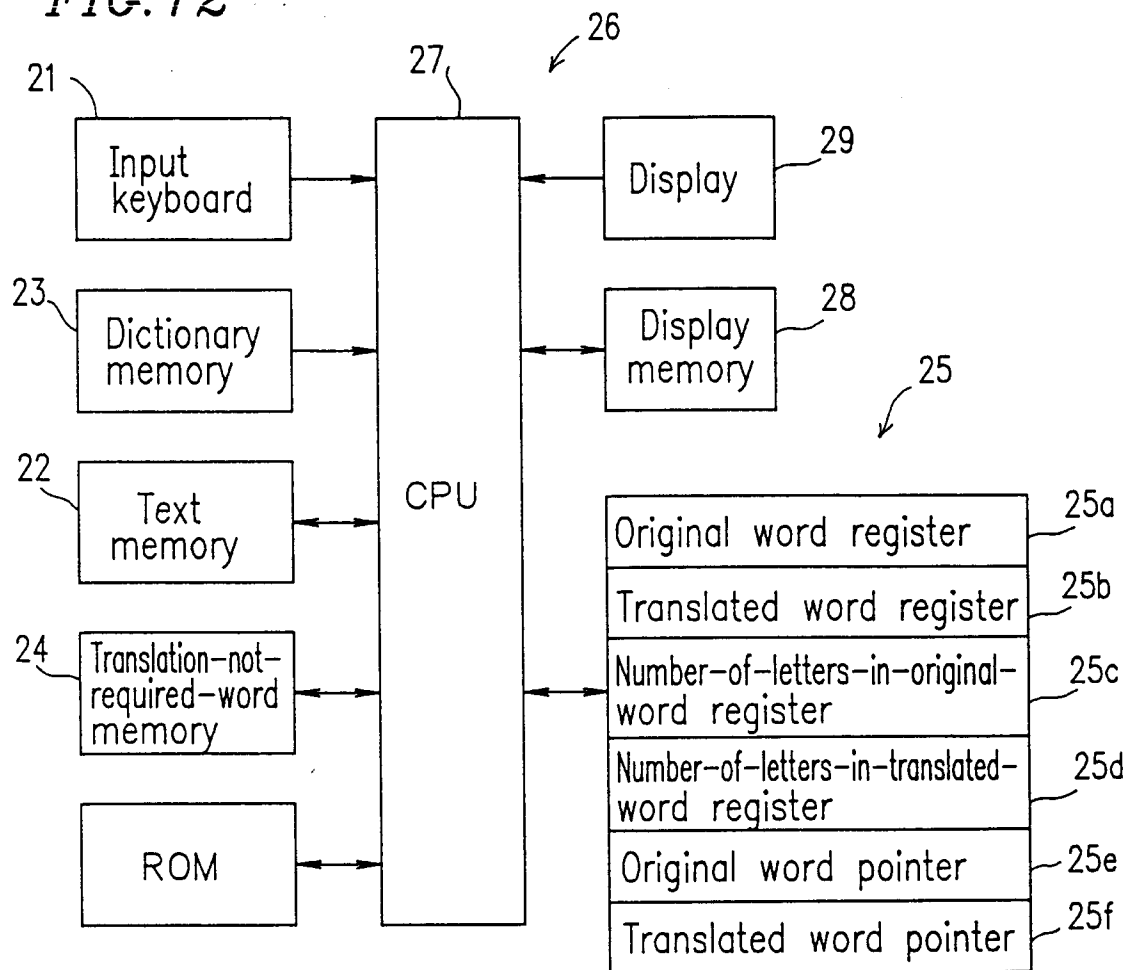 FIG. 72
26
27
21
Input
keyboard
29
Display
23
Dictionary
memory
28
Display
memory
25
22
Text
memory
CPU
25a
Original word register
25b
Translated word register
24
Translation-not-
required-word
memory
25c
Number-of-letters-in-original-
word register
25d
Number-of-letters-in-translated-
word register
ROM
25e
Original word pointer
25f
Translated word pointer